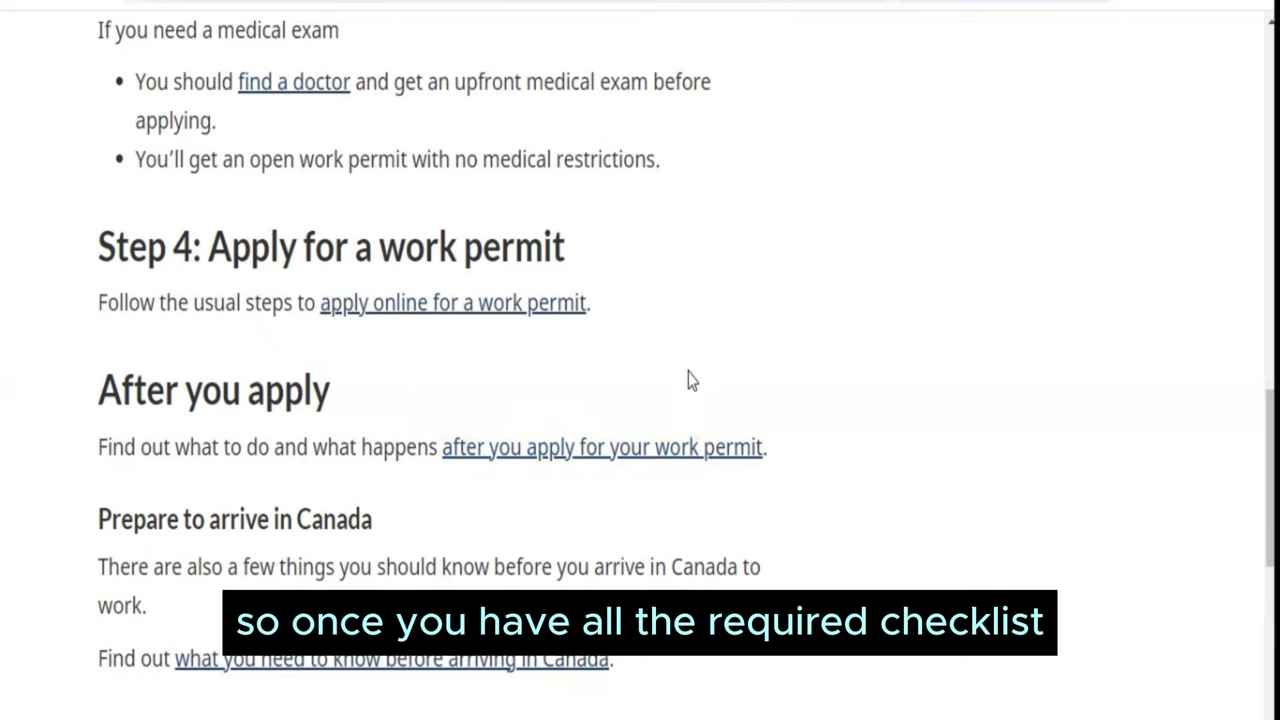 If you need a medical exam
You should find a doctor and get an upfront medical exam before
applying.
You'll get an open work permit with no medical restrictions.
Step 4: Apply for a work permit
Follow the usual steps to apply online for a work permit.
After you apply
Find out what to do and what happens after you apply for your work permit.
Prepare to arrive in Canada
There are also a few things you should know before you arrive in Canada to
work.
so once you have all the required checklist
Find out what you need to know before arriving in Canada.